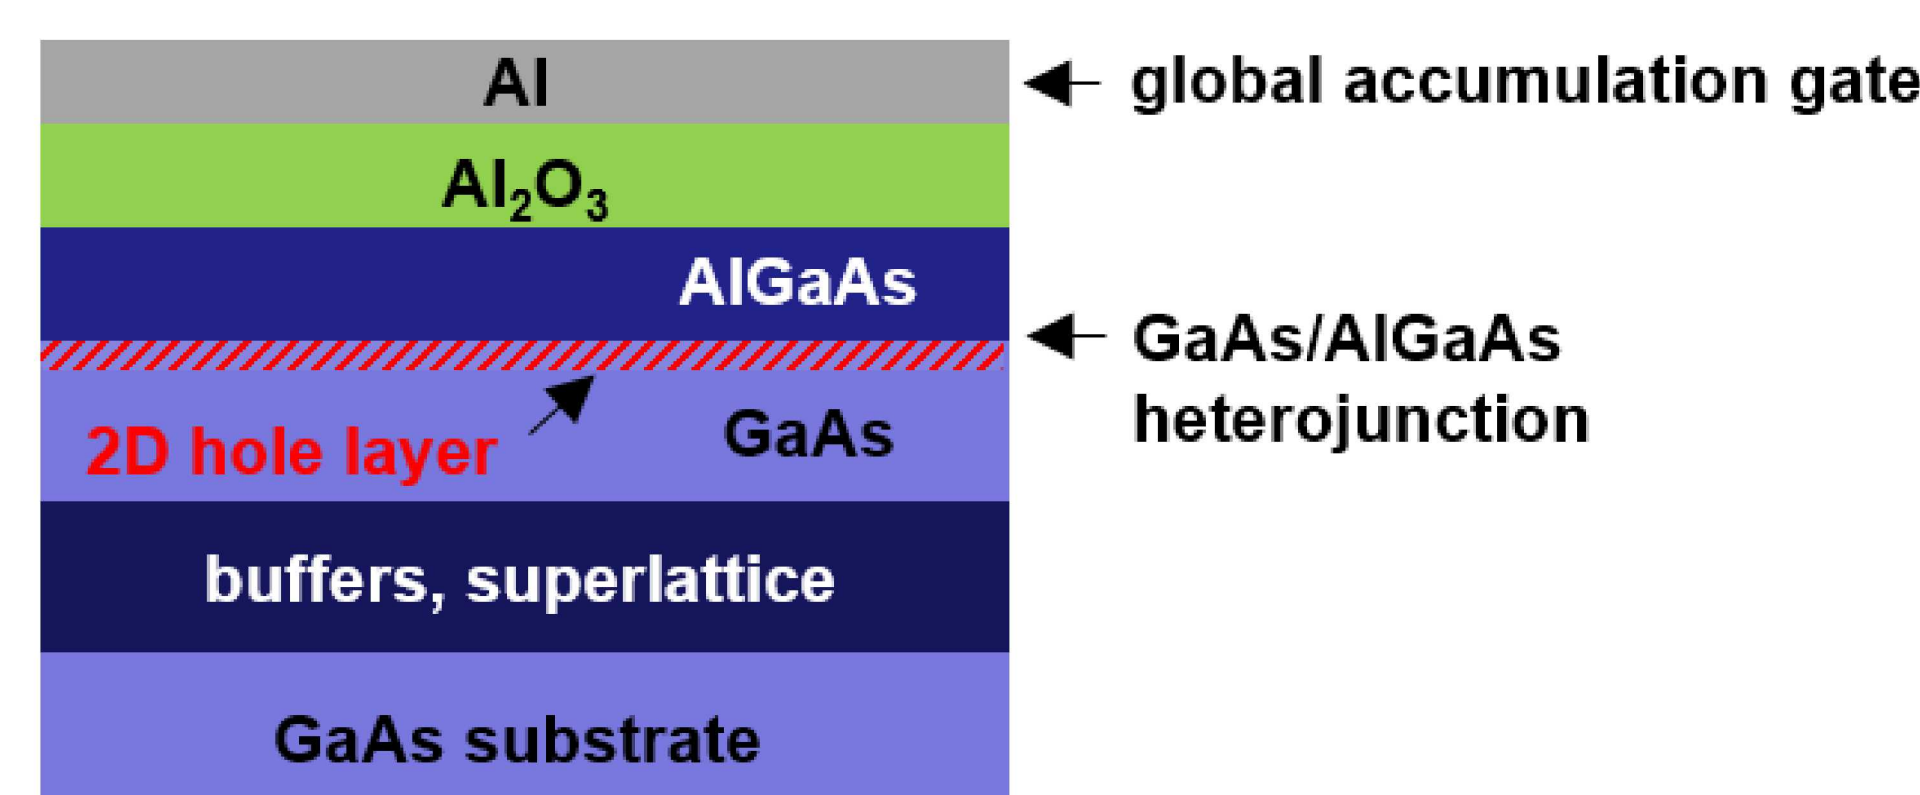 Al
global accumulation gate
Al₂O₃
AlGaAs
GaAs/AlGaAs
heterojunction
2D hole layer
GaAs
buffers, superlattice
GaAs substrate